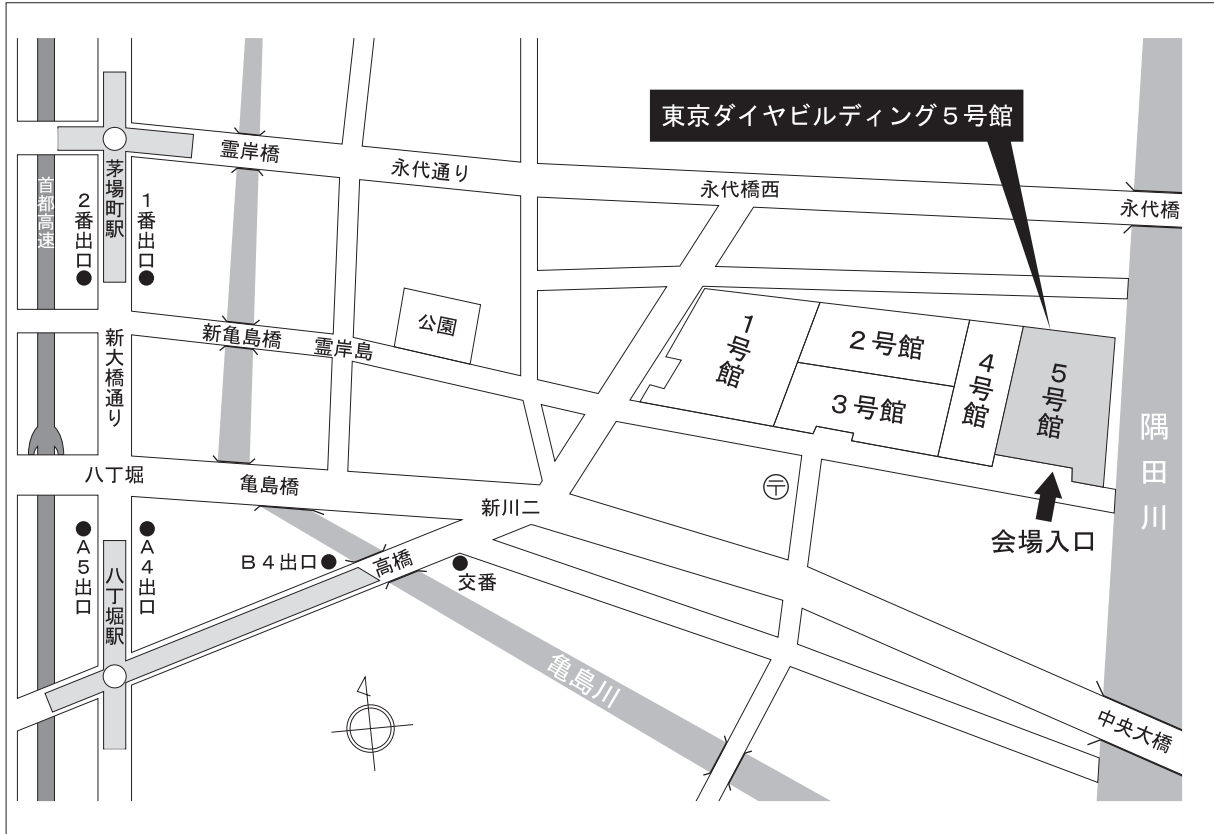 東京ダイヤビルディング５号館
霊岸橋
永代通り
永代橋西
永代橋
首都高速
茅場町駅
２番出口
１番出口
新大橋通り
新亀島橋
霊岸島
公園
１号館
２号館
３号館
４号館
５号館
隅田川
八丁堀
亀島橋
新川二
〒
会場入口
Ａ５出口
Ａ４出口
八丁堀駅
Ｂ４出口
高橋
交番
亀島川
中央大橋